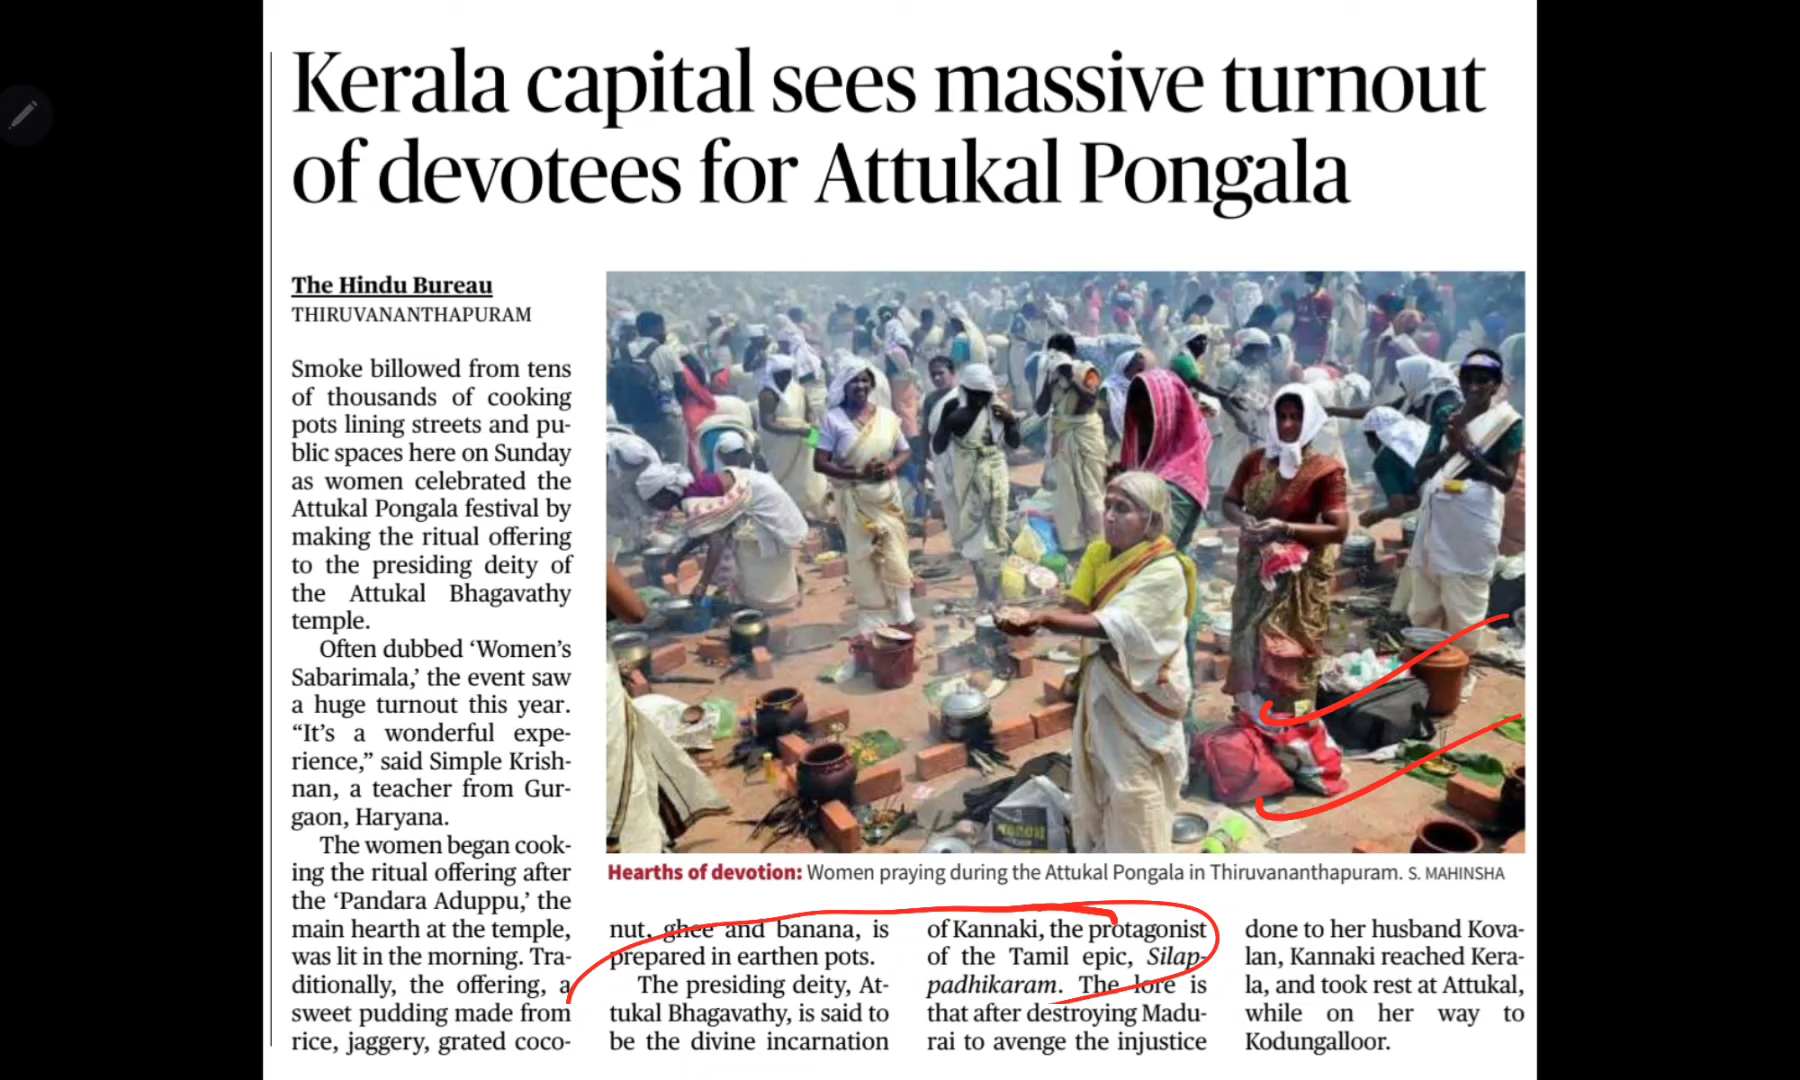 Kerala capital sees massive turnout
of devotees for Attukal Pongala
The Hindu Bureau
THIRUVANANTHAPURAM
Smoke billowed from tens
of thousands of cooking
pots lining streets and pu-
blic spaces here on Sunday
as women celebrated the
Attukal Pongala festival by
making the ritual offering
to the presiding deity of
the Attukal Bhagavathy
temple.
Often dubbed ‘Women’s
Sabarimala,’ the event saw
a huge turnout this year.
“It’s a wonderful expe-
rience,” said Simple Krish-
nan, a teacher from Gur-
gaon, Haryana.
The women began cook-
ing the ritual offering after
the ‘Pandara Aduppu,’ the
main hearth at the temple,
was lit in the morning. Tra-
ditionally, the offering, a
sweet pudding made from
rice, jaggery, grated coco-
Hearths of devotion: Women praying during the Attukal Pongala in Thiruvananthapuram. S. MAHINSHA
nut, ghee and banana, is
prepared in earthen pots.
The presiding deity, At-
tukal Bhagavathy, is said to
be the divine incarnation
of Kannaki, the protagonist
of the Tamil epic, Silap-
padhikaram. The lore is
that after destroying Madu-
rai to avenge the injustice
done to her husband Kova-
lan, Kannaki reached Kera-
la, and took rest at Attukal,
while on her way to
Kodungalloor.